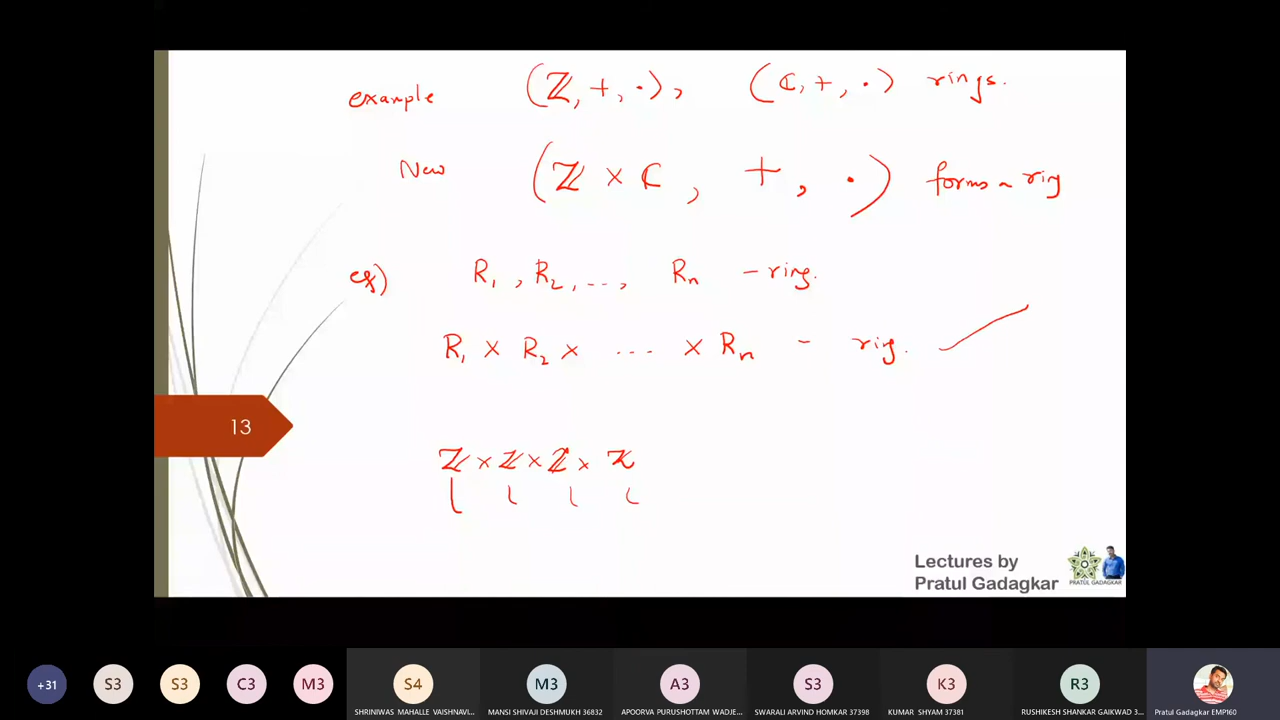 example (ℤ, +, ·), (ℂ, +, ·) rings.
New (ℤ × ℂ, +, ·) forms a ring
ex) R₁, R₂, ..., Rₙ - ring.
R₁ × R₂ × ... × Rₙ - ring.
13
ℤ × ℤ × ℤ × ℤ
Lectures by
Pratul Gadagkar
PRATUL GADAGKAR
+31 S3 S3 C3 M3 S4 M3 A3 S3 K3 R3
SHRINIWAS MAHALLE VAISHNAVI... MANSI SHIVAJI DESHMUKH 36832 APOORVA PURUSHOTTAM WADJE... SWARALI ARVIND HOMKAR 37398 KUMAR SHYAM 37381 RUSHIKESH SHANKAR GAIKWAD 3... Pratul Gadagkar EMP160